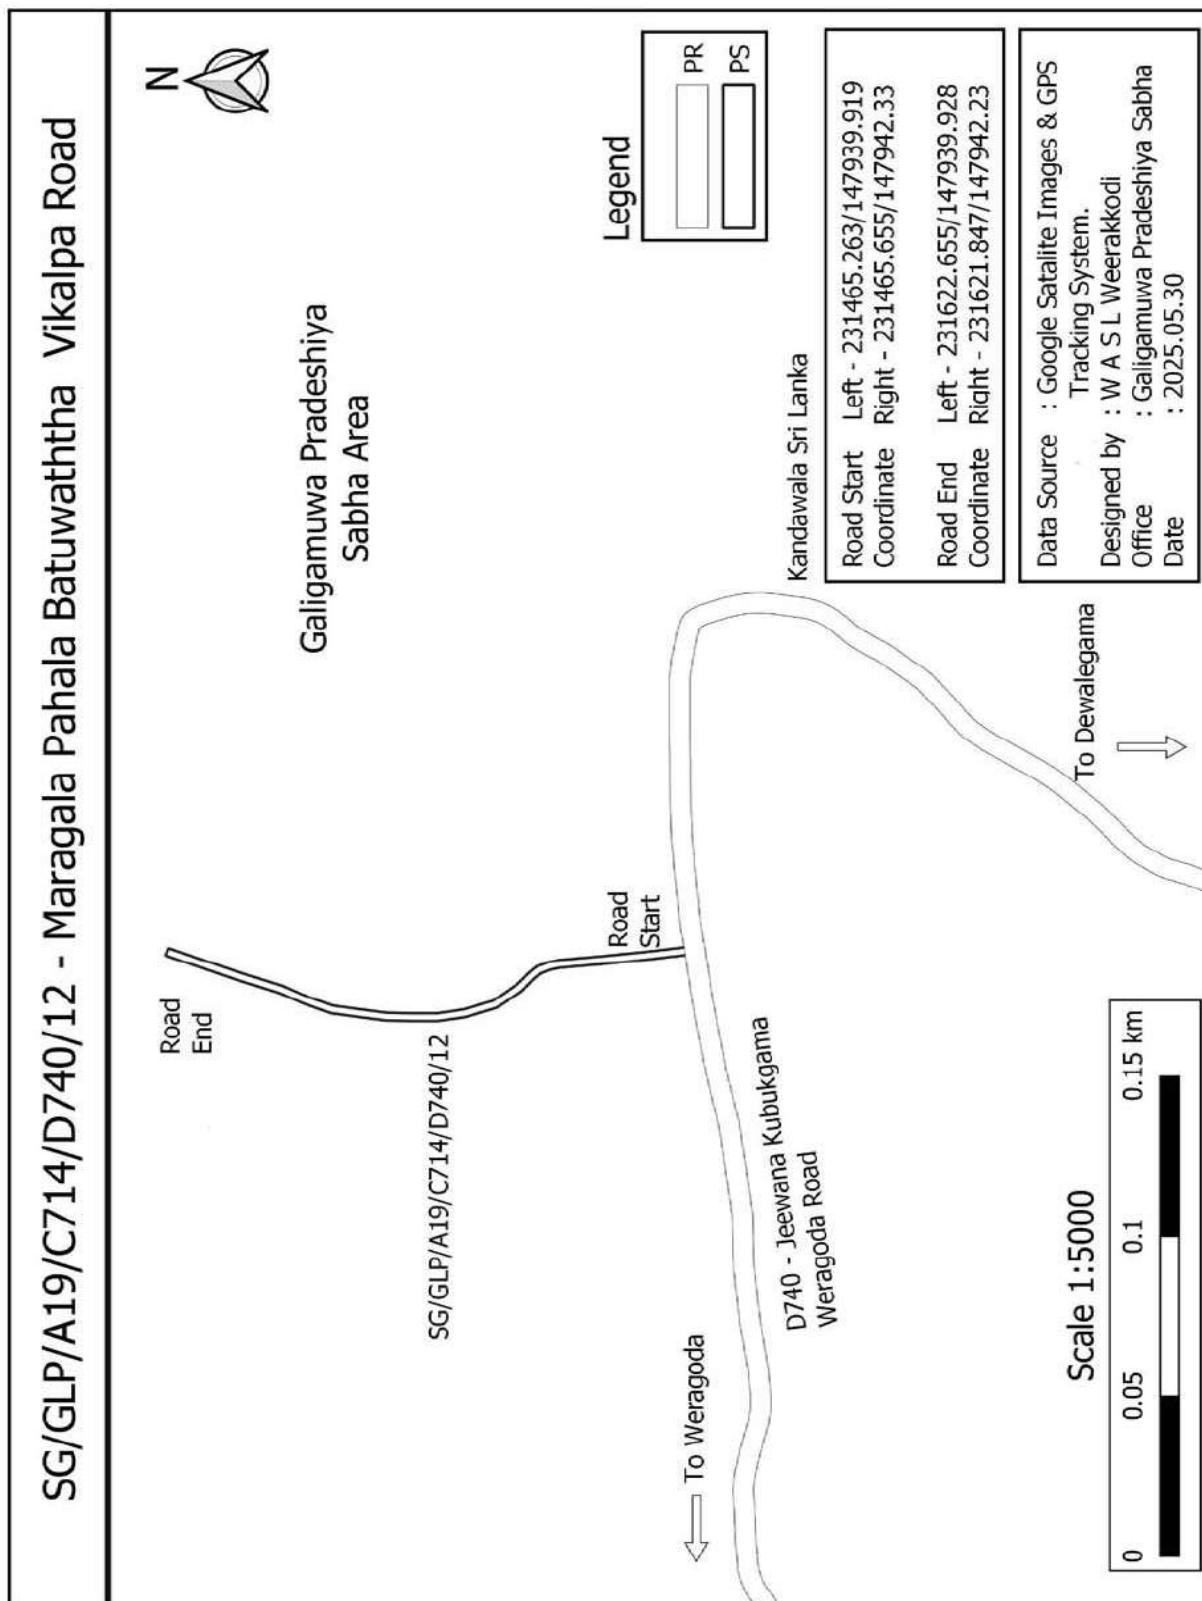 SG/GLP/A19/C714/D740/12 - Maragala Pahala Batuwaththa Vikalpa Road
N
Road
End
Galigamuwa Pradeshiya
Sabha Area
SG/GLP/A19/C714/D740/12
Road
Start
Legend
PR
PS
To Weragoda
D740 - Jeewana Kubukgama
Weragoda Road
Kandawala Sri Lanka
Road Start Left - 231465.263/147939.919
Coordinate Right - 231465.655/147942.33
Road End Left - 231622.655/147939.928
Coordinate Right - 231621.847/147942.23
Data Source : Google Satalite Images & GPS
Tracking System.
Designed by : W A S L Weerakkodi
Office : Galigamuwa Pradeshiya Sabha
Date : 2025.05.30
To Dewalegama
Scale 1:5000
0 0.05 0.1 0.15 km